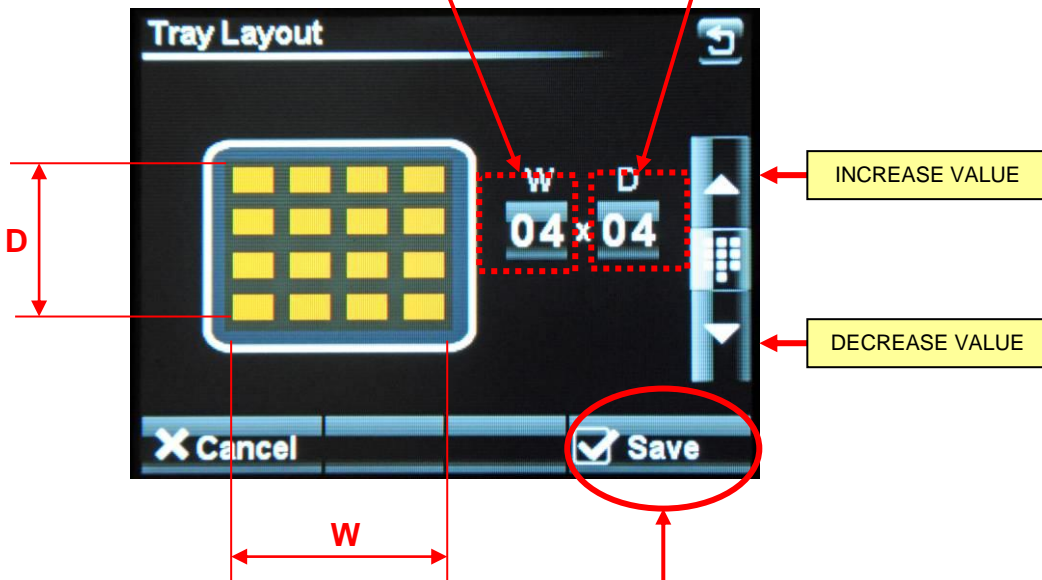 Tray Layout
W D
04 x 04
INCREASE VALUE
D
DECREASE VALUE
Cancel
Save
W